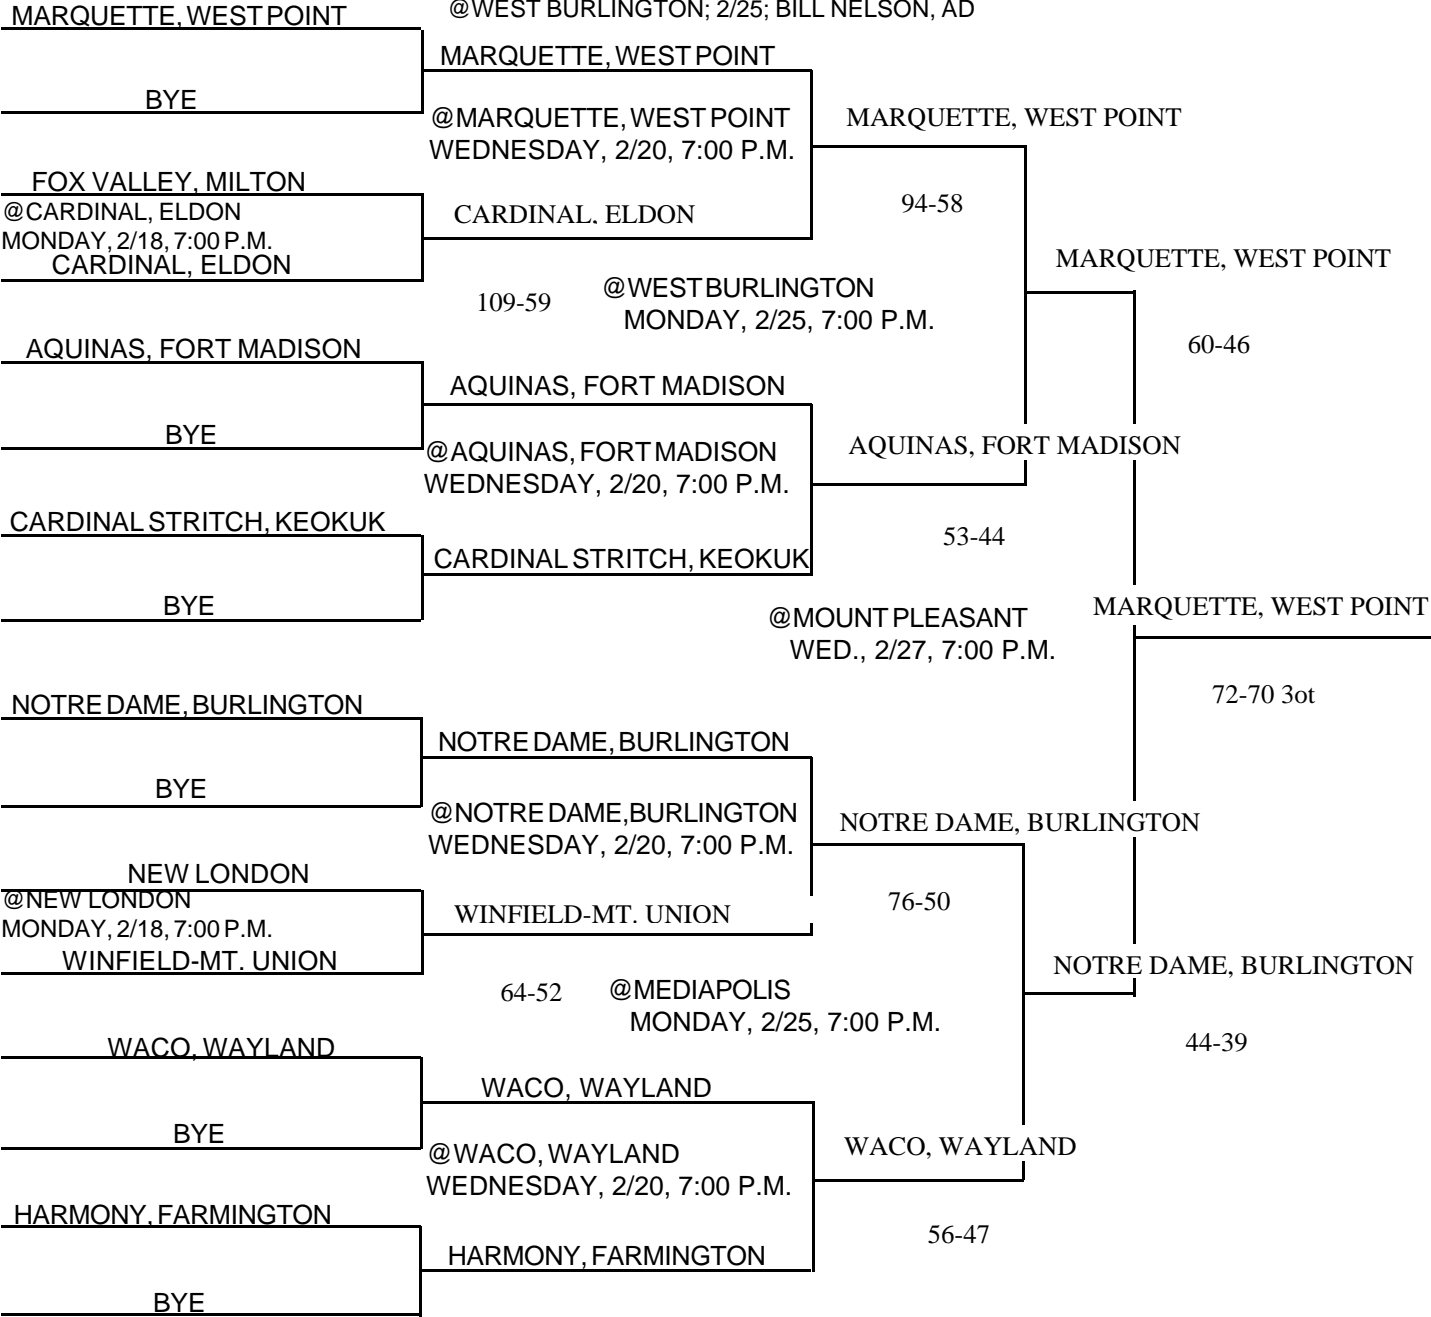 @WEST BURLINGTON; 2/25; BILL NELSON, AD
MARQUETTE, WEST POINT
MARQUETTE, WEST POINT
BYE
@MARQUETTE, WEST POINT
WEDNESDAY, 2/20, 7:00 P.M.
MARQUETTE, WEST POINT
FOX VALLEY, MILTON
@CARDINAL, ELDON
MONDAY, 2/18, 7:00 P.M.
CARDINAL, ELDON
CARDINAL, ELDON
94-58
109-59
@WEST BURLINGTON
MONDAY, 2/25, 7:00 P.M.
MARQUETTE, WEST POINT
60-46
AQUINAS, FORT MADISON
AQUINAS, FORT MADISON
BYE
@AQUINAS, FORT MADISON
WEDNESDAY, 2/20, 7:00 P.M.
AQUINAS, FORT MADISON
CARDINAL STRITCH, KEOKUK
CARDINAL STRITCH, KEOKUK
53-44
BYE
@MOUNT PLEASANT
WED., 2/27, 7:00 P.M.
MARQUETTE, WEST POINT
72-70 3ot
NOTRE DAME, BURLINGTON
NOTRE DAME, BURLINGTON
BYE
@NOTRE DAME, BURLINGTON
WEDNESDAY, 2/20, 7:00 P.M.
NOTRE DAME, BURLINGTON
NEW LONDON
@NEW LONDON
MONDAY, 2/18, 7:00 P.M.
WINFIELD-MT. UNION
WINFIELD-MT. UNION
76-50
64-52
@MEDIAPOLIS
MONDAY, 2/25, 7:00 P.M.
NOTRE DAME, BURLINGTON
44-39
WACO, WAYLAND
WACO, WAYLAND
BYE
@WACO, WAYLAND
WEDNESDAY, 2/20, 7:00 P.M.
WACO, WAYLAND
HARMONY, FARMINGTON
HARMONY, FARMINGTON
56-47
BYE